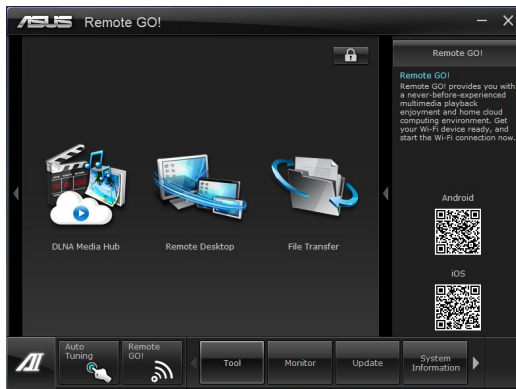 ASUS Remote GO!
Remote GO!
Remote GO!
Remote GO! provides you with
a never-before-experienced
multimedia playback
enjoyment and home cloud
computing environment. Get
your Wi-Fi device ready, and
start the Wi-Fi connection now.
DLNA Media Hub
Remote Desktop
File Transfer
Android
iOS
AI
Auto
Tuning
Remote
GO!
Tool
Monitor
Update
System
Information